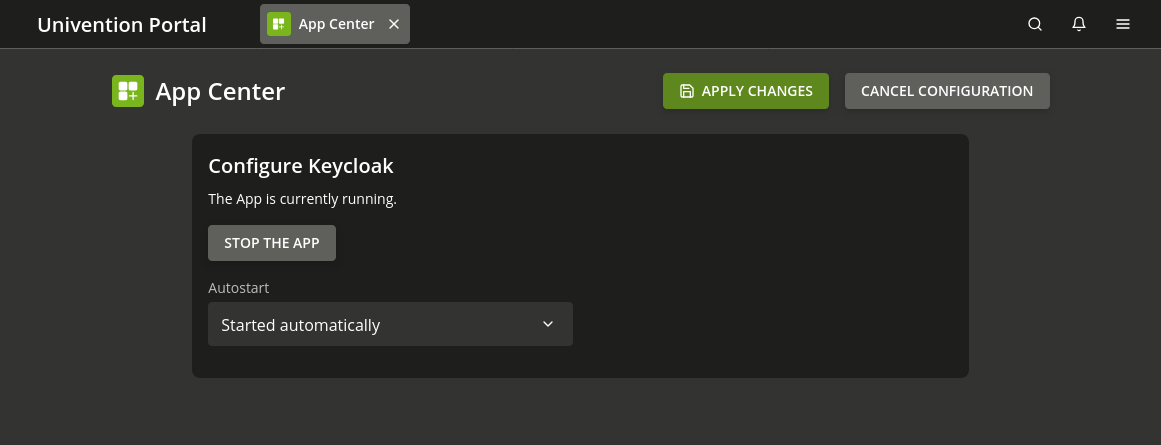 Univention Portal
App Center
App Center
APPLY CHANGES
CANCEL CONFIGURATION
Configure Keycloak
The App is currently running.
STOP THE APP
Autostart
Started automatically